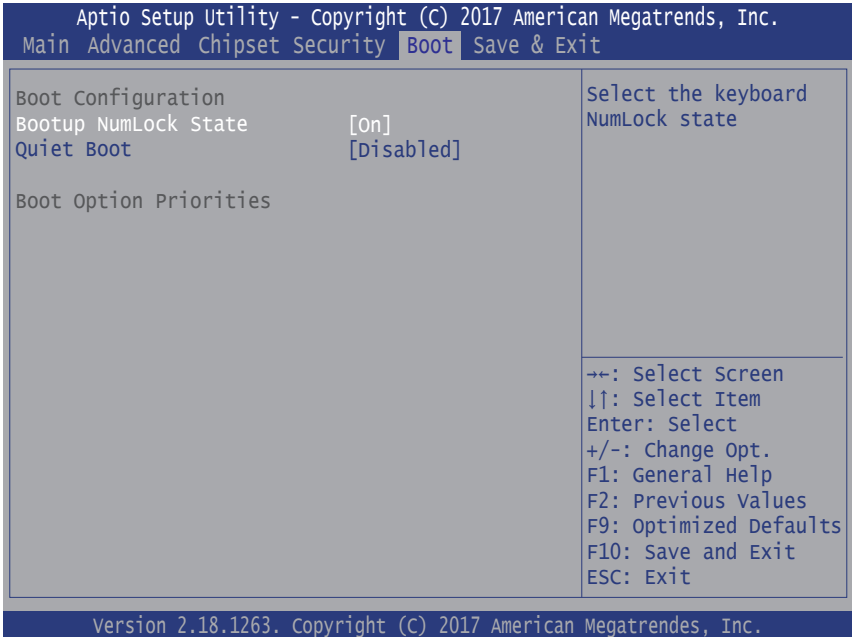 Aptio Setup Utility - Copyright (C) 2017 American Megatrends, Inc.
Main Advanced Chipset Security Boot Save & Exit
Boot Configuration
Bootup NumLock State [On]
Quiet Boot [Disabled]
Boot Option Priorities
Select the keyboard
NumLock state
→←: Select Screen
↓↑: Select Item
Enter: Select
+/-: Change Opt.
F1: General Help
F2: Previous Values
F9: Optimized Defaults
F10: Save and Exit
ESC: Exit
Version 2.18.1263. Copyright (C) 2017 American Megatrendes, Inc.